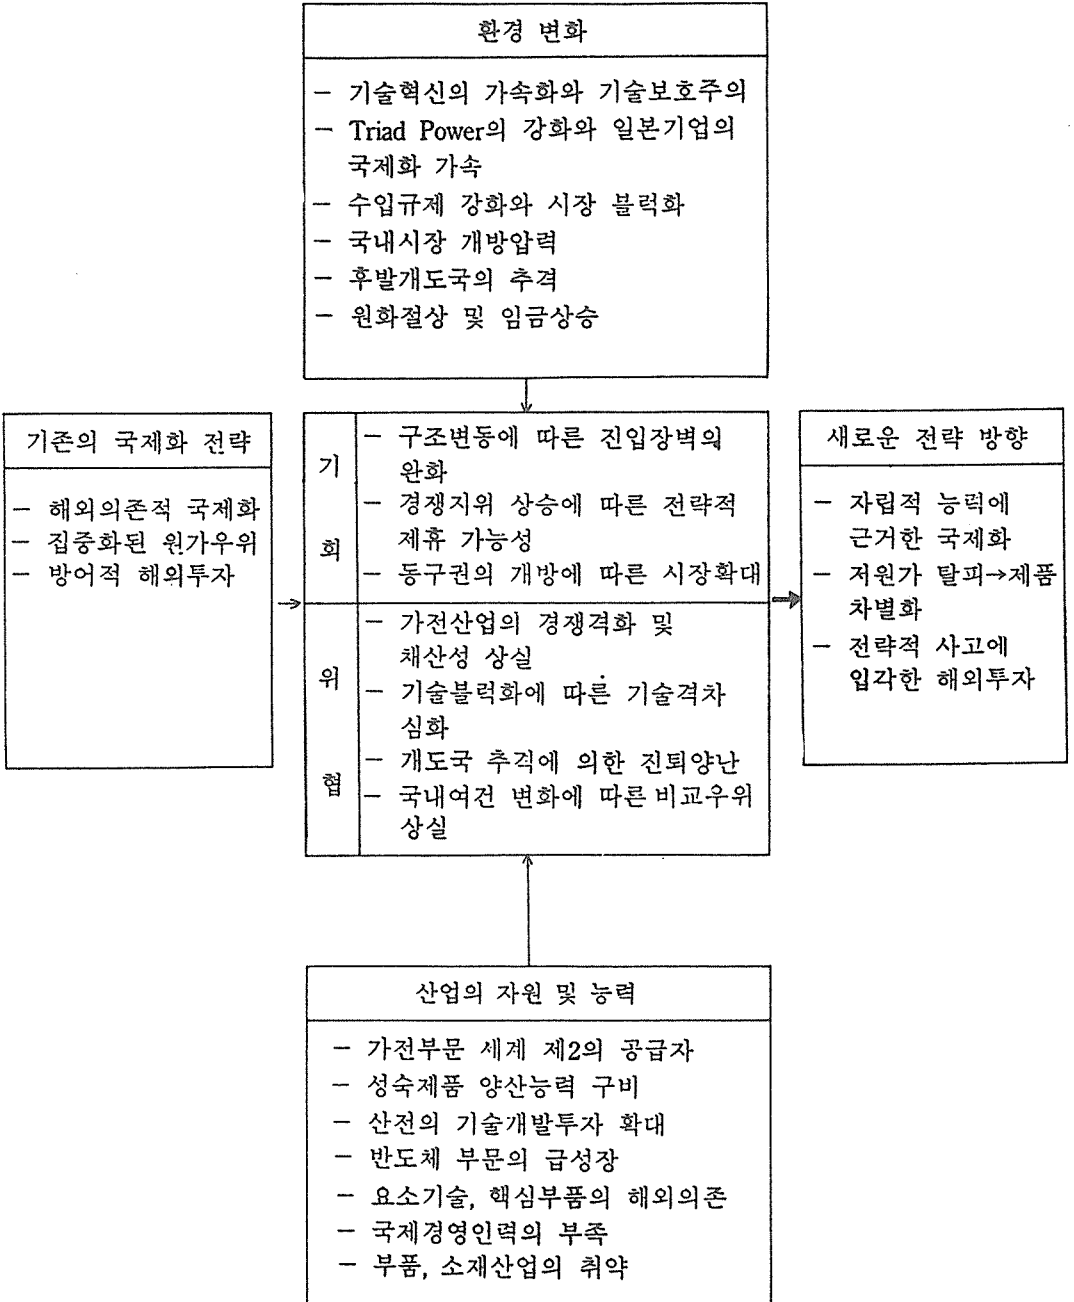 환경 변화
— 기술혁신의 가속화와 기술보호주의
— Triad Power의 강화와 일본기업의
국제화 가속
— 수입규제 강화와 시장 블럭화
— 국내시장 개방압력
— 후발개도국의 추격
— 원화절상 및 임금상승
기존의 국제화 전략
— 해외의존적 국제화
— 집중화된 원가우위
— 방어적 해외투자
기
회
— 구조변동에 따른 진입장벽의
완화
— 경쟁지위 상승에 따른 전략적
제휴 가능성
— 동구권의 개방에 따른 시장확대
위
협
— 가전산업의 경쟁격화 및
채산성 상실
— 기술블럭화에 따른 기술격차
심화
— 개도국 추격에 의한 진퇴양난
— 국내여건 변화에 따른 비교우위
상실
새로운 전략 방향
— 자립적 능력에
근거한 국제화
— 저원가 탈피→제품
차별화
— 전략적 사고에
입각한 해외투자
산업의 자원 및 능력
— 가전부문 세계 제2의 공급자
— 성숙제품 양산능력 구비
— 산전의 기술개발투자 확대
— 반도체 부문의 급성장
— 요소기술, 핵심부품의 해외의존
— 국제경영인력의 부족
— 부품, 소재산업의 취약